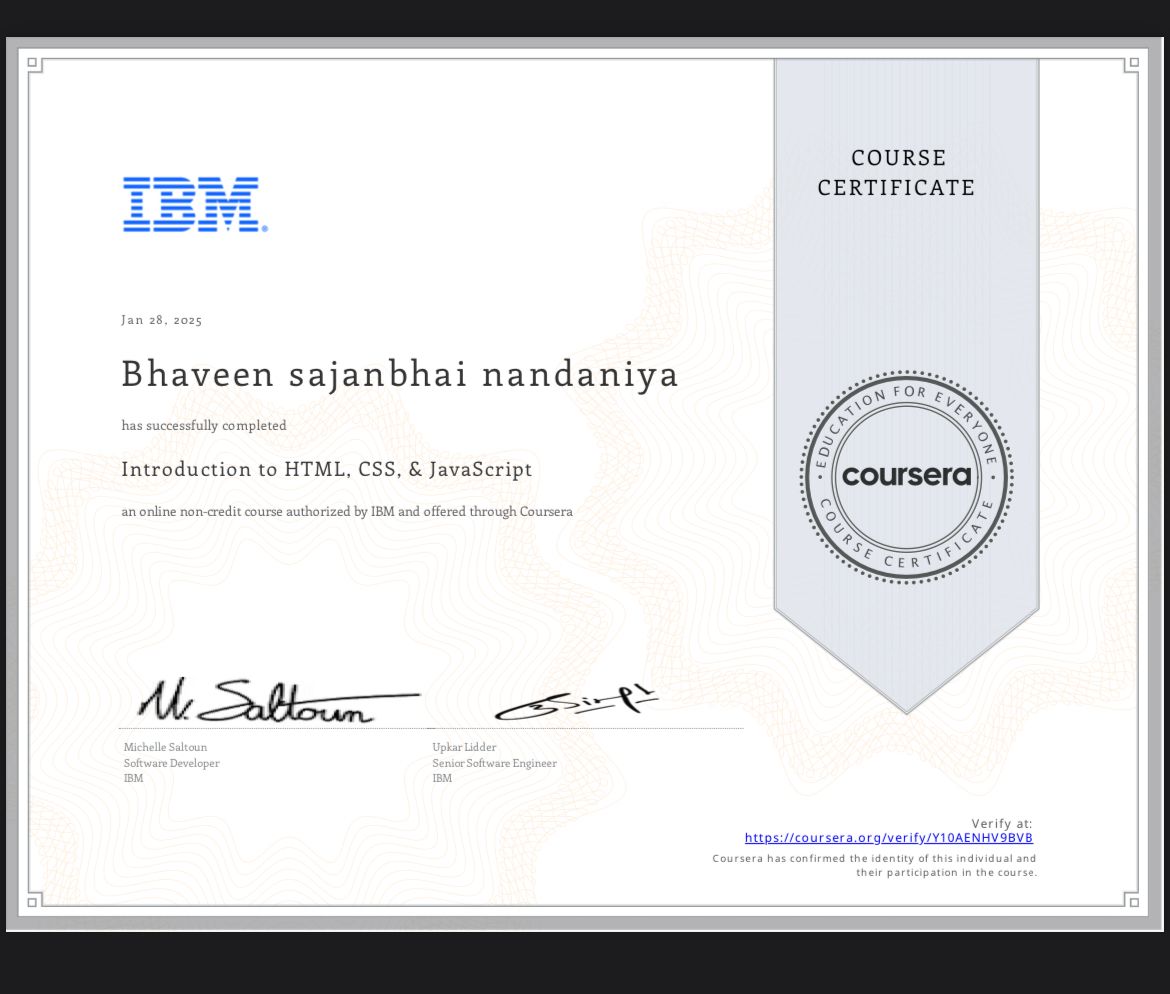 COURSE
CERTIFICATE
IBM®
Jan 28, 2025
Bhaveen sajanbhai nandaniya
has successfully completed
Introduction to HTML, CSS, & JavaScript
an online non-credit course authorized by IBM and offered through Coursera
EDUCATION FOR EVERYONE
coursera
COURSE CERTIFICATE
M. Saltoun
Michelle Saltoun
Software Developer
IBM
Upkar Lidder
Senior Software Engineer
IBM
Verify at:
https://coursera.org/verify/Y10AENHV9BVB
Coursera has confirmed the identity of this individual and
their participation in the course.